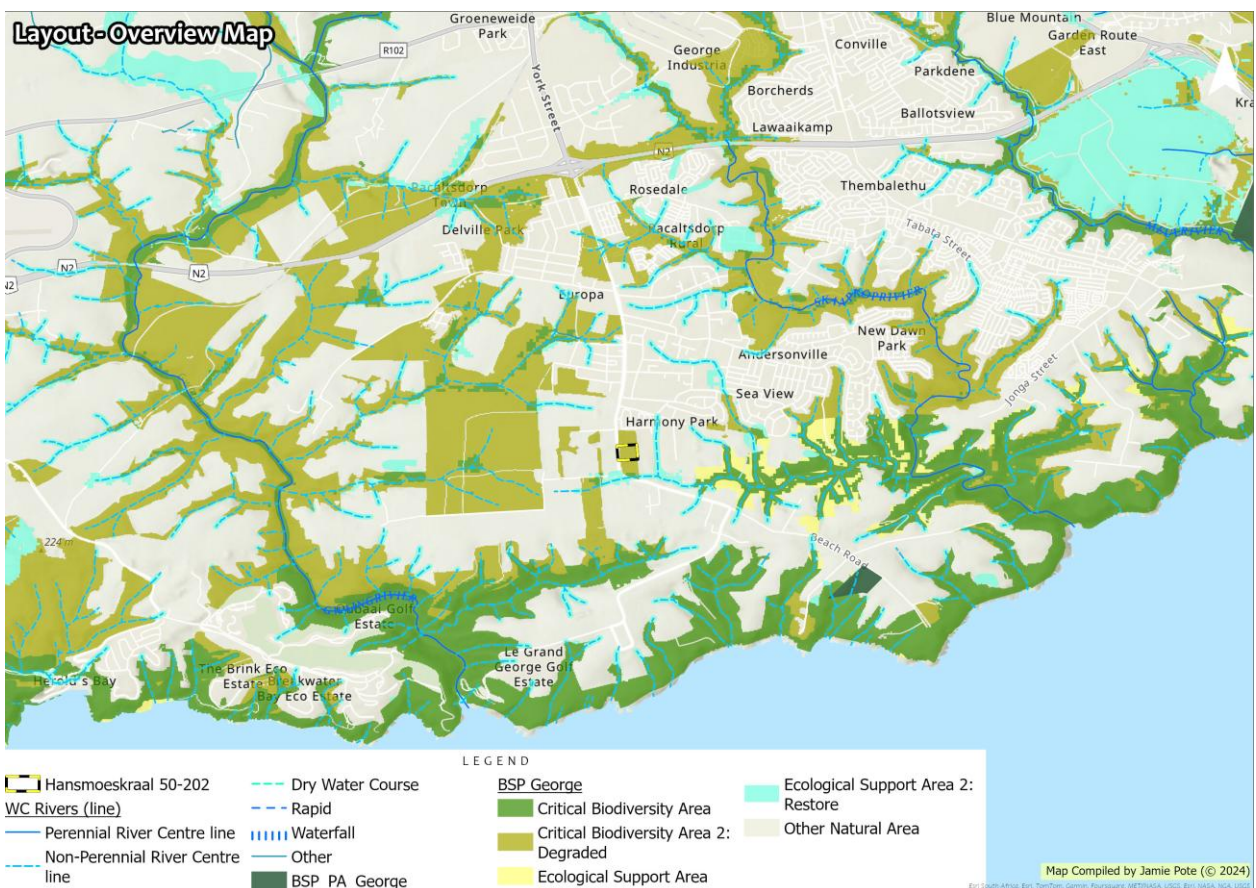 Layout - Overview Map
Groeneweide
Park
R102
York Street
George
Industria
Conville
Blue Mountain
Garden Route
East
Parkdene
Borcherds
Ballotsview
Lawaaikamp
Kra
N2
Pacaltsdorp
Town
Rosedale
Thembalethu
Delville Park
Pacaltsdorp
Rural
Tabata Street
N2
N2
N2
Europa
New Dawn
Park
Andersonville
Sea View
Jonga Street
Harmony Park
224 m
Beach Road
Estate
Le Grand
George Golf
Estate
The Brink Eco
Estate
Herold's Bay
Bay Eco Estate
LEGEND
Hansmoeskraal 50-202
WC Rivers (line)
Perennial River Centre line
Non-Perennial River Centre
line
Dry Water Course
Rapid
Waterfall
Other
BSP_PA_George
BSP George
Critical Biodiversity Area
Critical Biodiversity Area 2:
Degraded
Ecological Support Area
Ecological Support Area 2:
Restore
Other Natural Area
Map Compiled by Jamie Pote (© 2024)